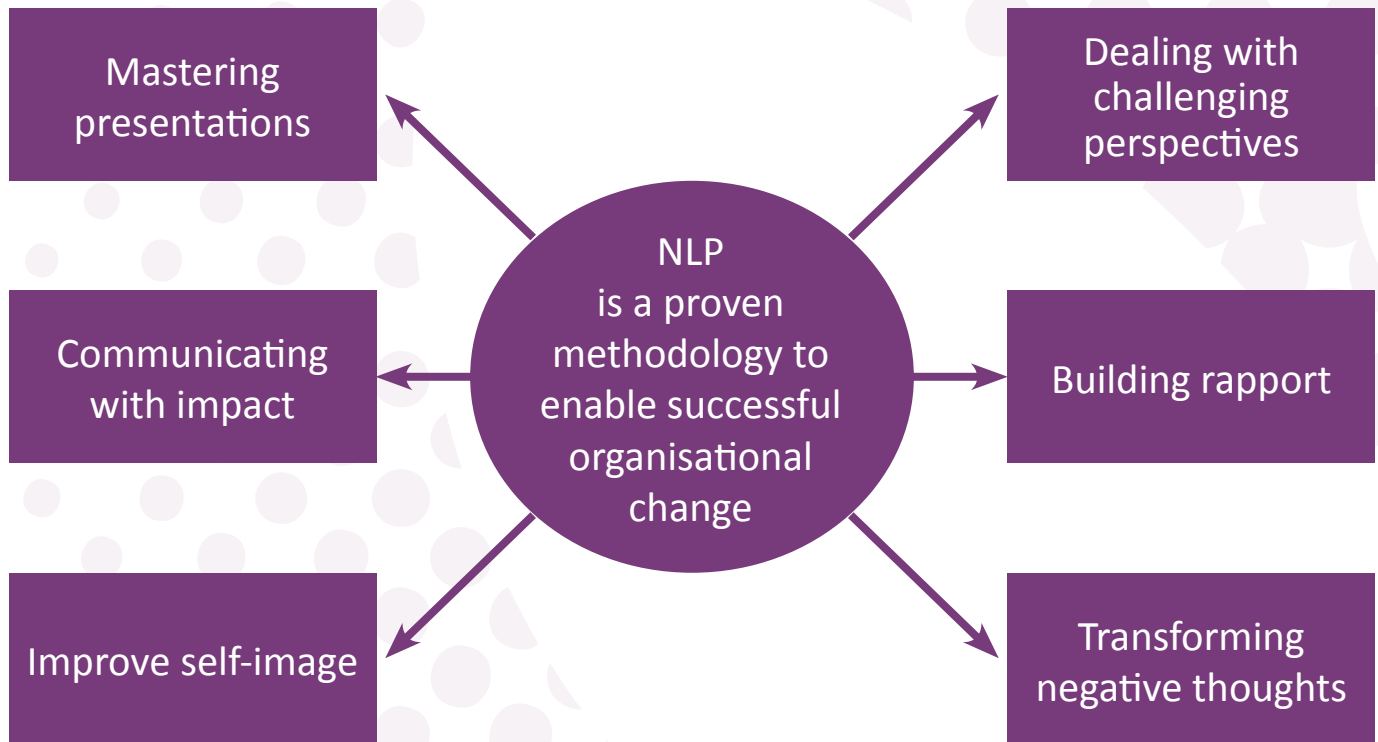 Mastering
presentations
Communicating
with impact
Improve self-image
NLP
is a proven
methodology to
enable successful
organisational
change
Dealing with
challenging
perspectives
Building rapport
Transforming
negative thoughts